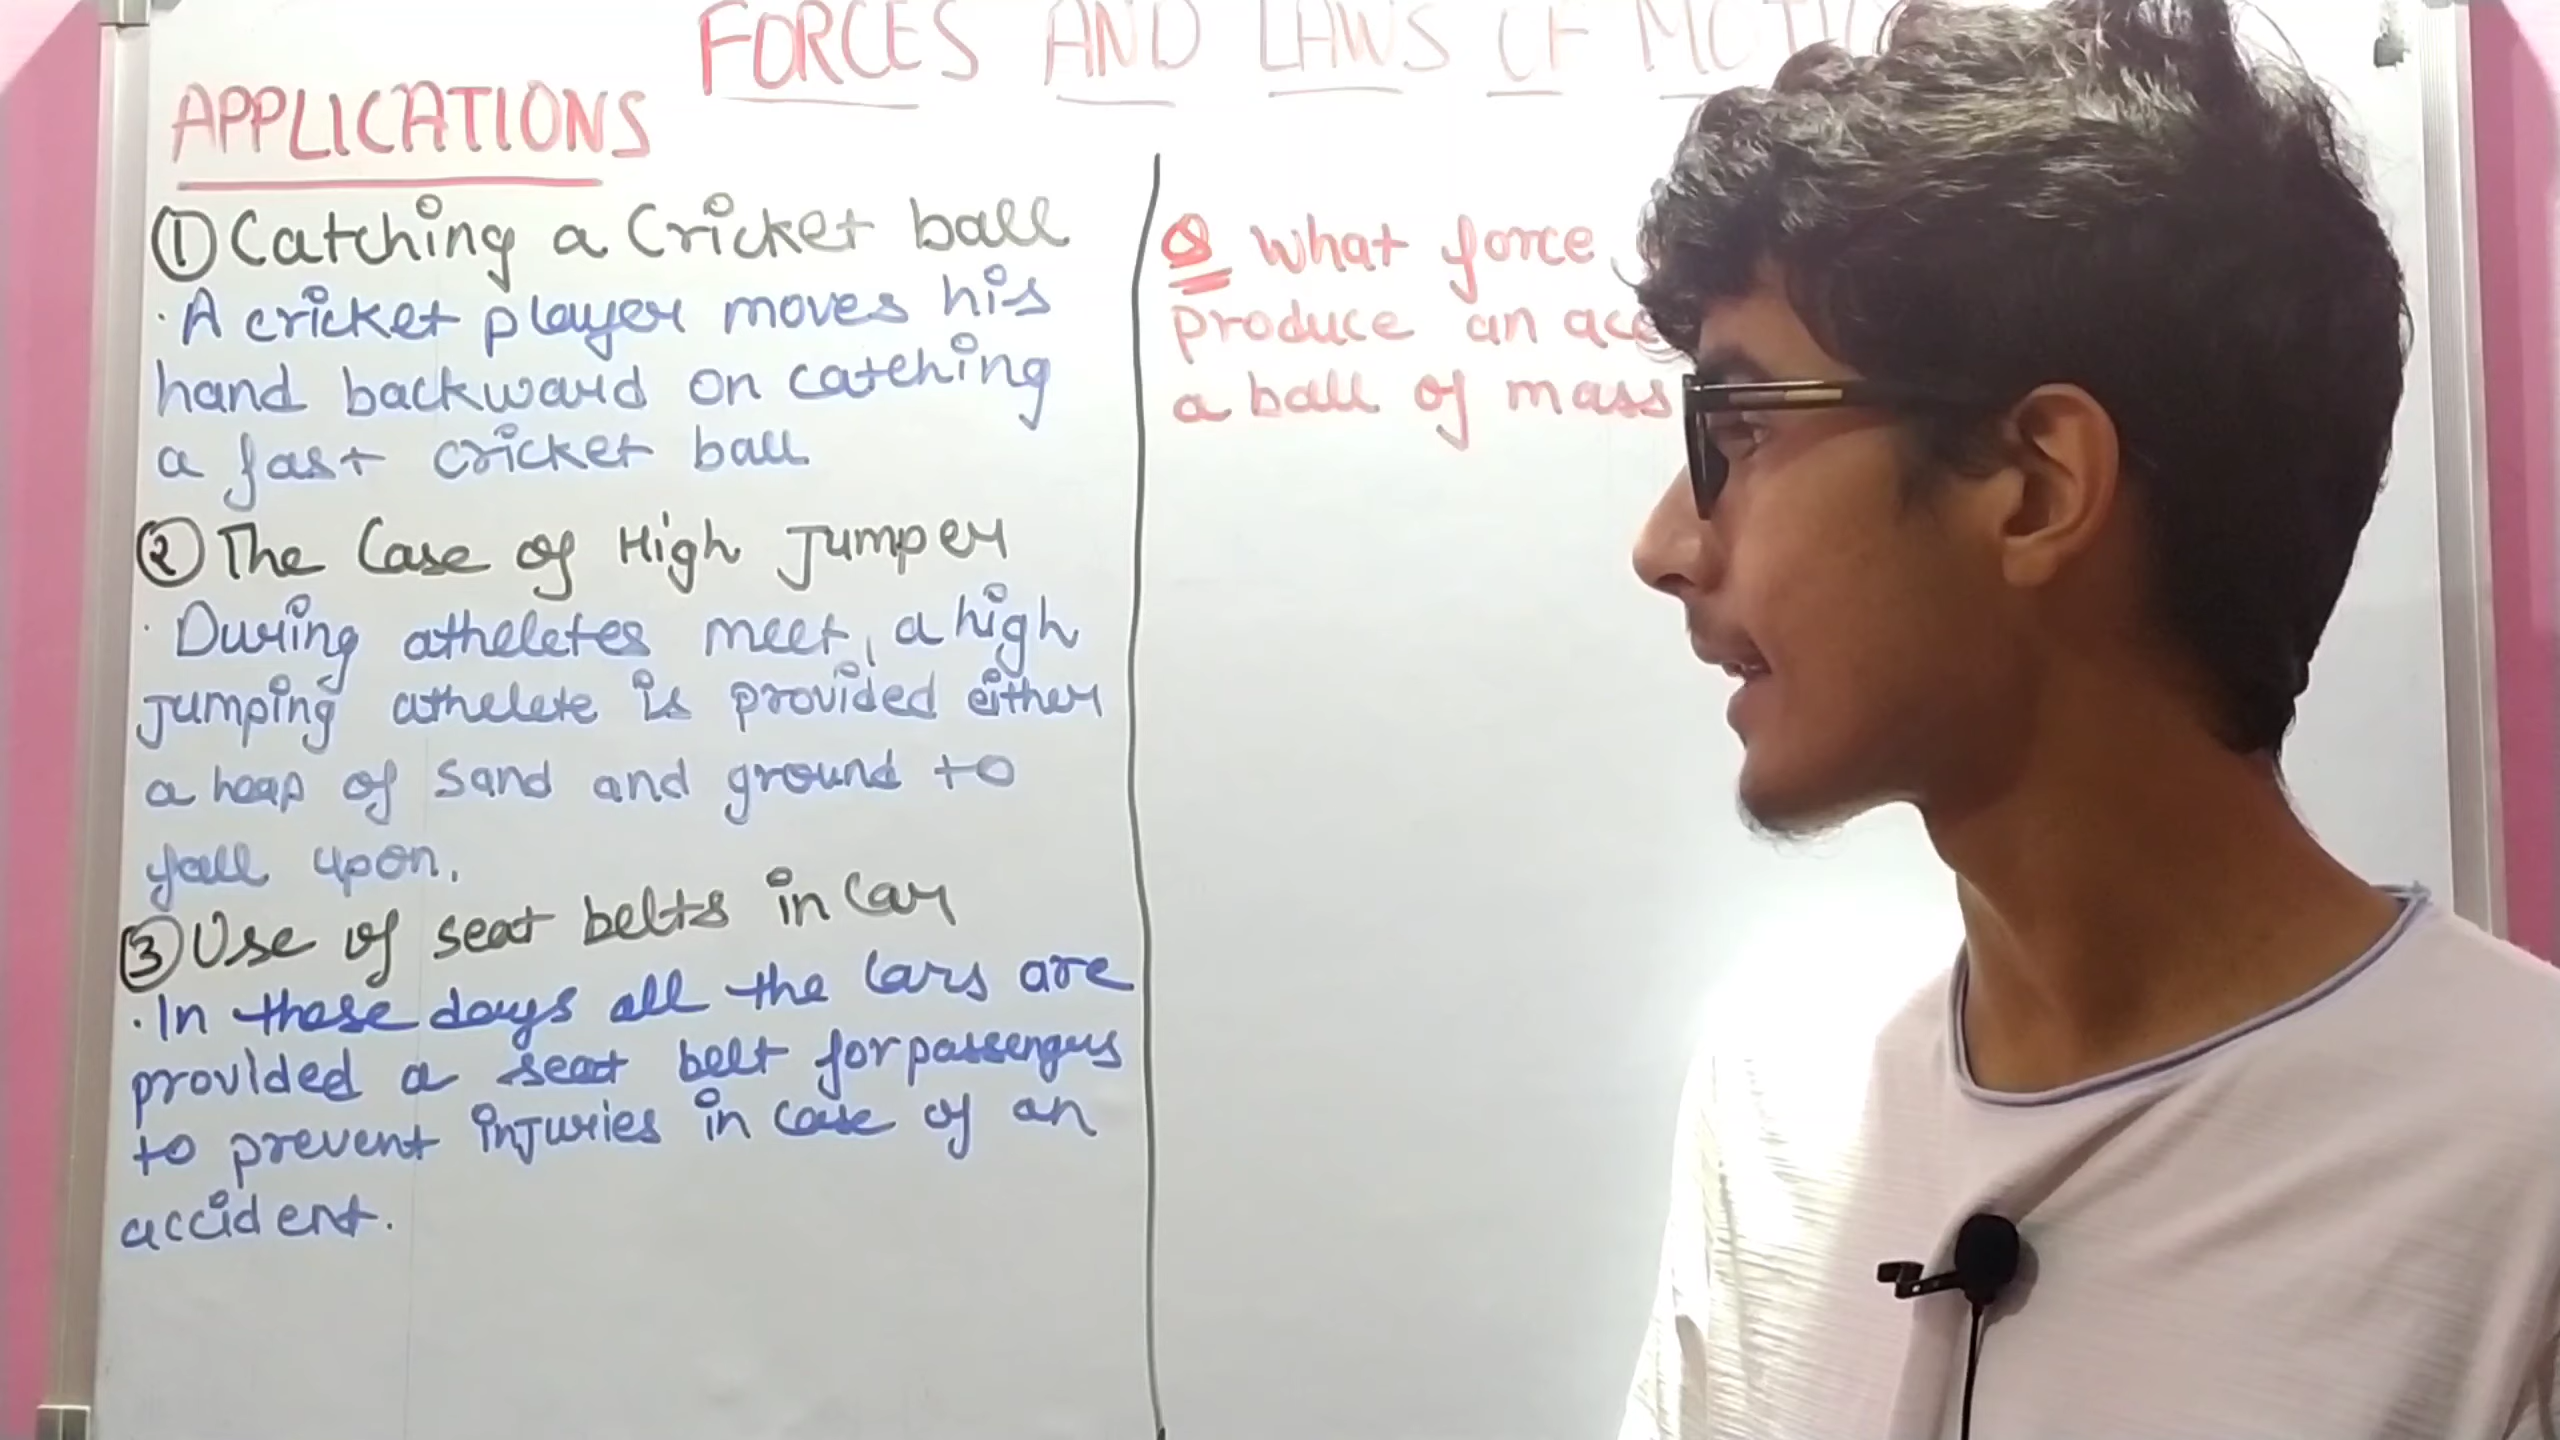 FORCES AND LAWS OF MOTI
APPLICATIONS
① Catching a Cricket ball
· A cricket player moves his
hand backward on catching
a fast cricket ball
② The Case of High Jumper
· During atheletes meet, a high
jumping athelete is provided either
a heap of sand and ground to
fall upon.
③ Use of seat belts in Car
· In these days all the Cars are
provided a seat belt for passengers
to prevent injuries in case of an
accident.
Q What force
produce an acc
a ball of mass